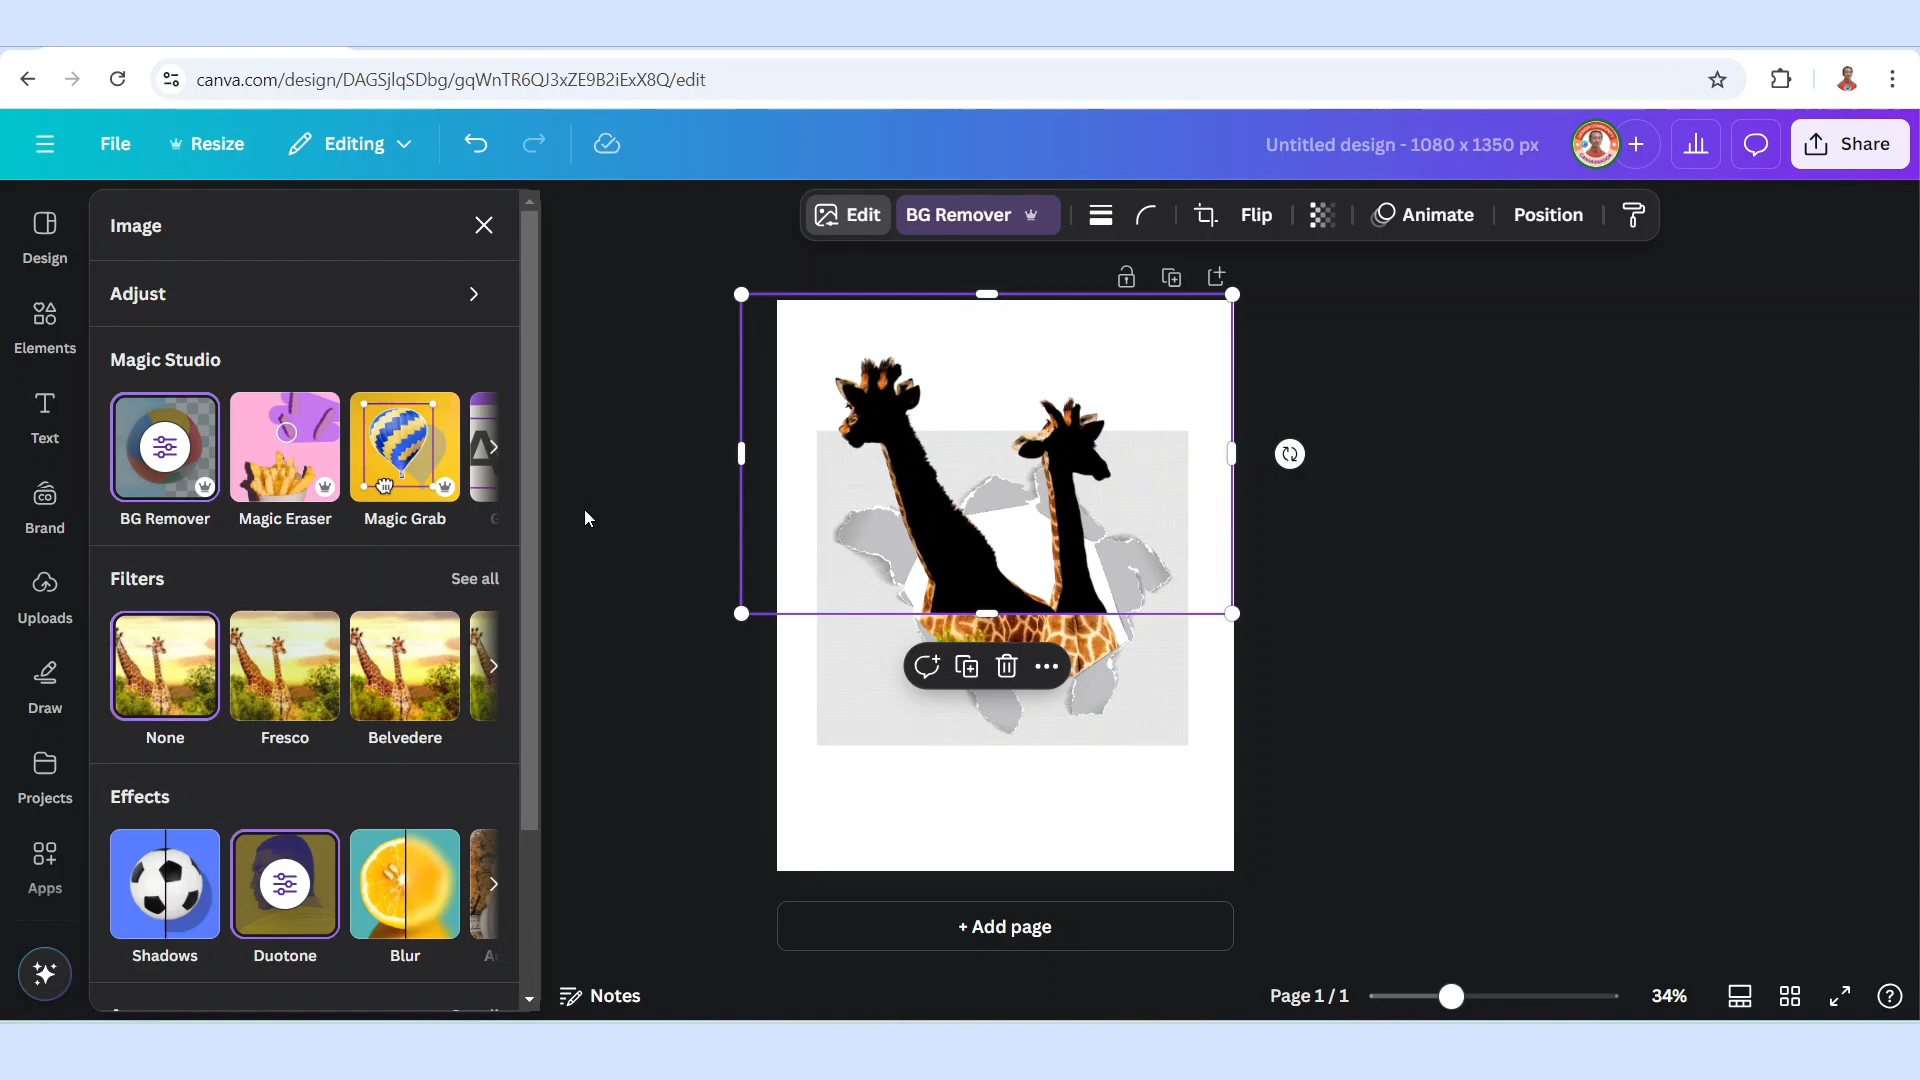 canva.com/design/DAGSjlqSDbg/gqWnTR6QJ3xZE9B2iExX8Q/edit
File
Resize
Editing
Untitled design - 1080 x 1350 px
Share
Design
Elements
Text
Brand
Uploads
Draw
Projects
Apps
Image
Adjust
Magic Studio
BG Remover
Magic Eraser
Magic Grab
Filters
See all
None
Fresco
Belvedere
Effects
Shadows
Duotone
Blur
Edit
BG Remover
Flip
Animate
Position
+ Add page
Notes
Page 1 / 1
34%